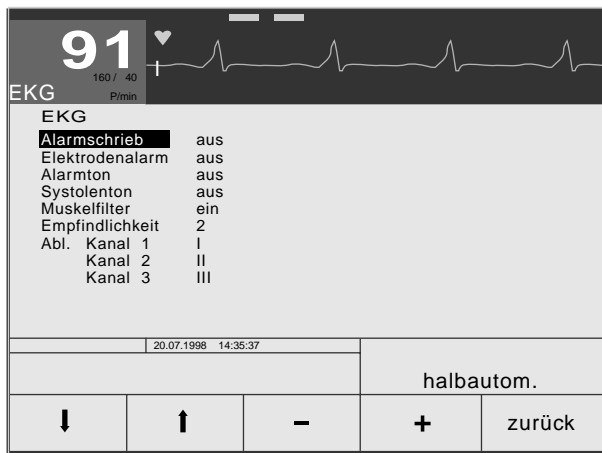 91
160 / 40
EKG P/min
EKG
Alarmschrieb aus
Elektrodenalarm aus
Alarmton aus
Systolenton aus
Muskelfilter ein
Empfindlichkeit 2
Abl. Kanal 1 I
Kanal 2 II
Kanal 3 III
20.07.1998 14:35:37
halbautom.
− + zurück